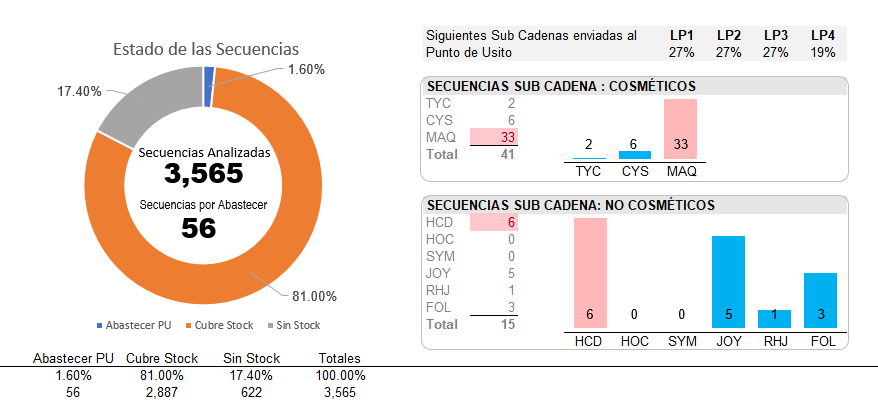 Estado de las Secuencias
1.60%
17.40%
Secuencias Analizadas
3,565
Secuencias por Abastecer
56
81.00%
Abastecer PU Cubre Stock Sin Stock
Abastecer PU Cubre Stock Sin Stock Totales
1.60% 81.00% 17.40% 100.00%
56 2,887 622 3,565
Siguientes Sub Cadenas enviadas al LP1 LP2 LP3 LP4
Punto de Usito 27% 27% 27% 19%
SECUENCIAS SUB CADENA : COSMÉTICOS
TYC 2
CYS 6
MAQ 33
Total 41
2 6 33
TYC CYS MAQ
SECUENCIAS SUB CADENA: NO COSMÉTICOS
HCD 6
HOC 0
SYM 0
JOY 5
RHJ 1
FOL 3
Total 15
6 0 0 5 1 3
HCD HOC SYM JOY RHJ FOL